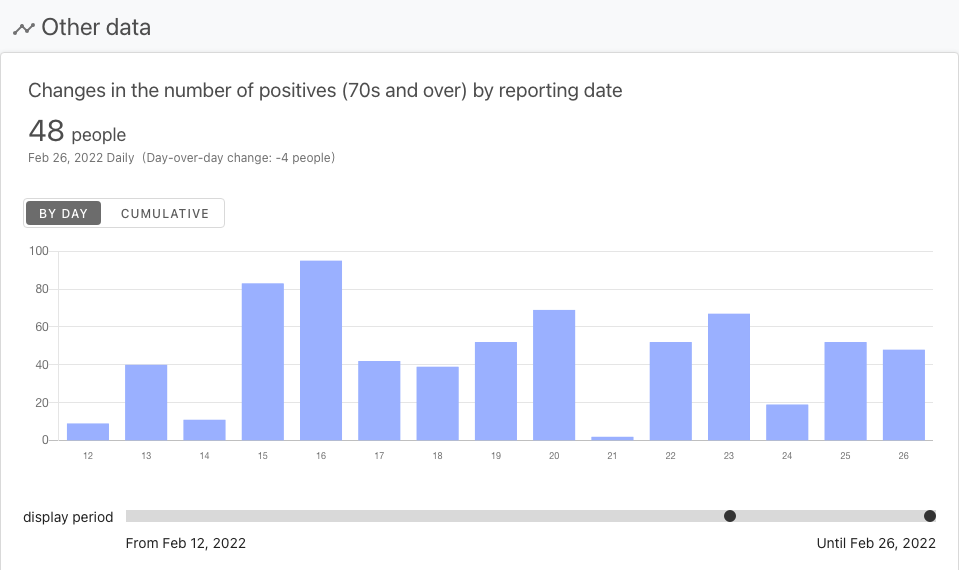 Other data
Changes in the number of positives (70s and over) by reporting date
48 people
Feb 26, 2022 Daily (Day-over-day change: -4 people)
BY DAY CUMULATIVE
100
80
60
40
20
0
12 13 14 15 16 17 18 19 20 21 22 23 24 25 26
display period
From Feb 12, 2022 Until Feb 26, 2022